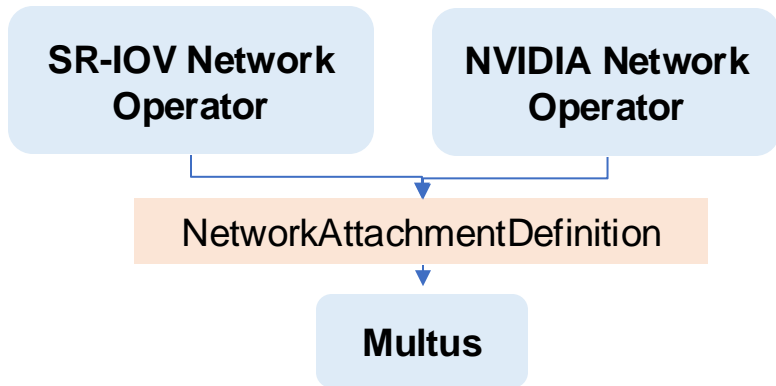 SR-IOV Network
Operator
NVIDIA Network
Operator
NetworkAttachmentDefinition
Multus